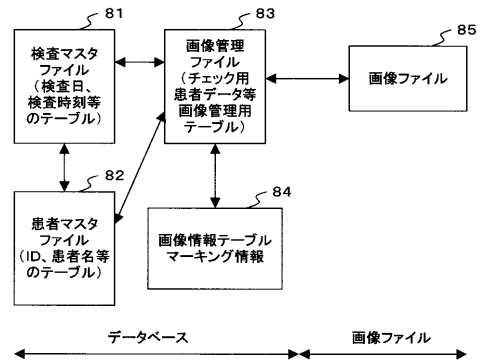 81
検査マスタ
ファイル
(検査日、
検査時刻等
のテーブル)
83
画像管理
ファイル
(チェック用
患者データ等
画像管理用
テーブル)
85
画像ファイル
82
患者マスタ
ファイル
(ID、患者名等
のテーブル)
84
画像情報テーブル
マーキング情報
データベース
画像ファイル